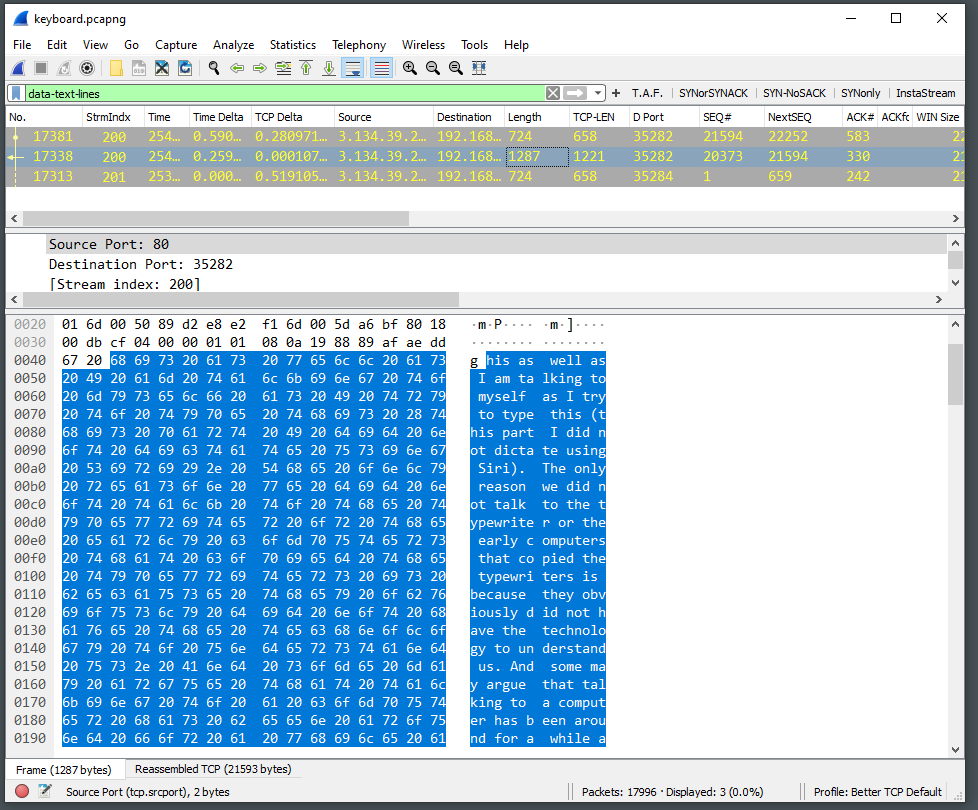 keyboard.pcapng
File Edit View Go Capture Analyze Statistics Telephony Wireless Tools Help
data-text-lines + T.A.F. SYNorSYNACK SYN-NoSACK SYNonly InstaStream
No. StrmIndx Time Time Delta TCP Delta Source Destination Length TCP-LEN D Port SEQ# NextSEQ ACK# ACKfc WIN Size
17381 200 254… 0.590… 0.280971… 3.134.39.2… 192.168… 724 658 35282 21594 22252 583
17338 200 254… 0.259… 0.000107… 3.134.39.2… 192.168… 1287 1221 35282 20373 21594 330
17313 201 253… 0.000… 0.519105… 3.134.39.2… 192.168… 724 658 35284 1 659 242
Source Port: 80
Destination Port: 35282
[Stream index: 200]
0020 01 6d 00 50 89 d2 e8 e2 f1 6d 00 5d a6 bf 80 18 ·m·P···· ·m·]····
0030 00 db cf 04 00 00 01 01 08 0a 19 88 89 af ae dd ········ ········
0040 67 20 68 69 73 20 61 73 20 77 65 6c 6c 20 61 73 g his as well as
0050 20 49 20 61 6d 20 74 61 6c 6b 69 6e 67 20 74 6f I am ta lking to
0060 20 6d 79 73 65 6c 66 20 61 73 20 49 20 74 72 79 myself as I try
0070 20 74 6f 20 74 79 70 65 20 74 68 69 73 20 28 74 to type this (t
0080 68 69 73 20 70 61 72 74 20 49 20 64 69 64 20 6e his part I did n
0090 6f 74 20 64 69 63 74 61 74 65 20 75 73 69 6e 67 ot dicta te using
00a0 20 53 69 72 69 29 2e 20 54 68 65 20 6f 6e 6c 79 Siri). The only
00b0 20 72 65 61 73 6f 6e 20 77 65 20 64 69 64 20 6e reason we did n
00c0 6f 74 20 74 61 6c 6b 20 74 6f 20 74 68 65 20 74 ot talk to the t
00d0 79 70 65 77 72 69 74 65 72 20 6f 72 20 74 68 65 ypewrite r or the
00e0 20 65 61 72 6c 79 20 63 6f 6d 70 75 74 65 72 73 early c omputers
00f0 20 74 68 61 74 20 63 6f 70 69 65 64 20 74 68 65 that co pied the
0100 20 74 79 70 65 77 72 69 74 65 72 73 20 69 73 20 typewri ters is
0110 62 65 63 61 75 73 65 20 74 68 65 79 20 6f 62 76 because they obv
0120 69 6f 75 73 6c 79 20 64 69 64 20 6e 6f 74 20 68 iously d id not h
0130 61 76 65 20 74 68 65 20 74 65 63 68 6e 6f 6c 6f ave the technolo
0140 67 79 20 74 6f 20 75 6e 64 65 72 73 74 61 6e 64 gy to un derstand
0150 20 75 73 2e 20 41 6e 64 20 73 6f 6d 65 20 6d 61 us. And some ma
0160 79 20 61 72 67 75 65 20 74 68 61 74 20 74 61 6c y argue that tal
0170 6b 69 6e 67 20 74 6f 20 61 20 63 6f 6d 70 75 74 king to a comput
0180 65 72 20 68 61 73 20 62 65 65 6e 20 61 72 6f 75 er has b een arou
0190 6e 64 20 66 6f 72 20 61 20 77 68 69 6c 65 20 61 nd for a while a
Frame (1287 bytes) Reassembled TCP (21593 bytes)
Source Port (tcp.srcport), 2 bytes Packets: 17996 · Displayed: 3 (0.0%) Profile: Better TCP Default